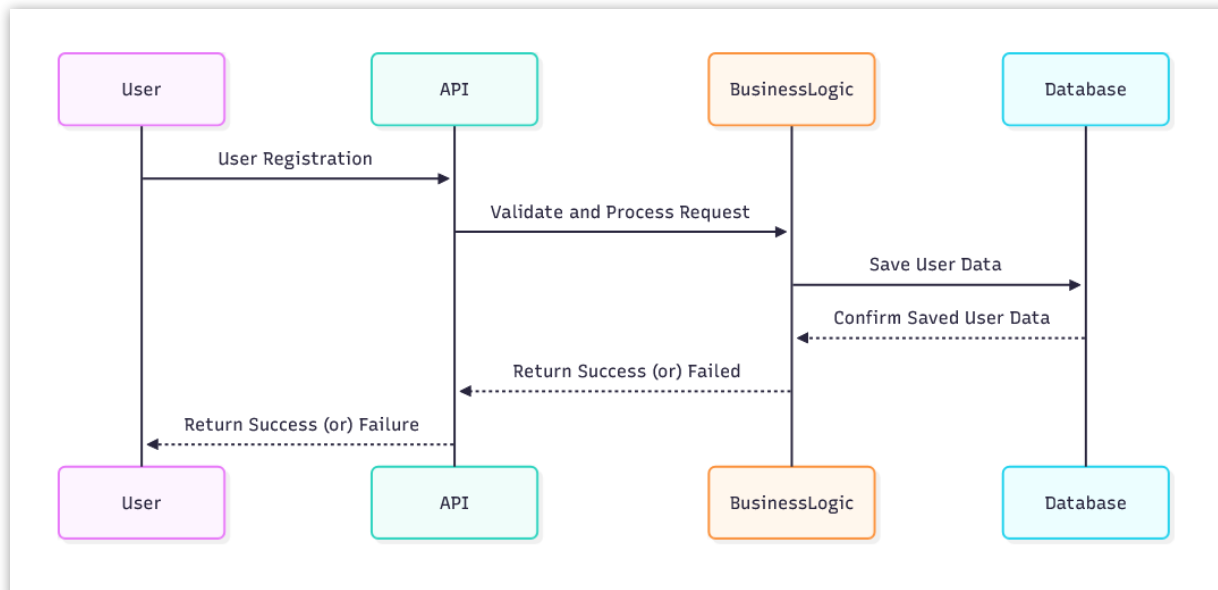 User
API
BusinessLogic
Database
User Registration
Validate and Process Request
Save User Data
Confirm Saved User Data
Return Success (or) Failed
Return Success (or) Failure
User
API
BusinessLogic
Database